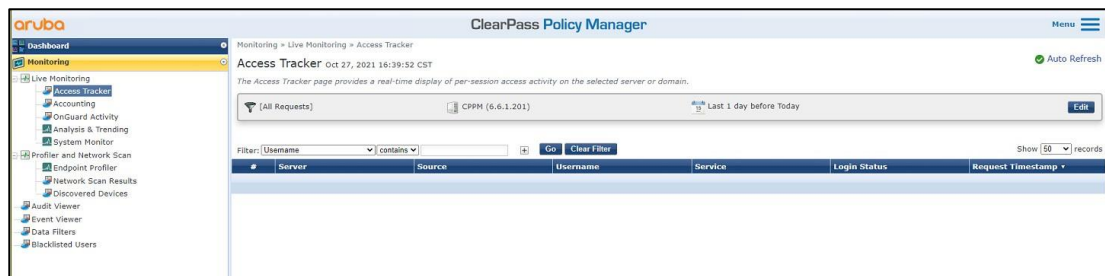 aruba
ClearPass Policy Manager
Menu
Dashboard
Monitoring
Live Monitoring
Access Tracker
Accounting
OnGuard Activity
Analysis & Trending
System Monitor
Profiler and Network Scan
Endpoint Profiler
Network Scan Results
Discovered Devices
Audit Viewer
Event Viewer
Data Filters
Blacklisted Users
Monitoring » Live Monitoring » Access Tracker
Access Tracker Oct 27, 2021 16:39:52 CST
Auto Refresh
The Access Tracker page provides a real-time display of per-session access activity on the selected server or domain.
[All Requests] CPPM (6.6.1.201) Last 1 day before Today Edit
Filter: Username contains + Go Clear Filter Show 50 records
# Server Source Username Service Login Status Request Timestamp